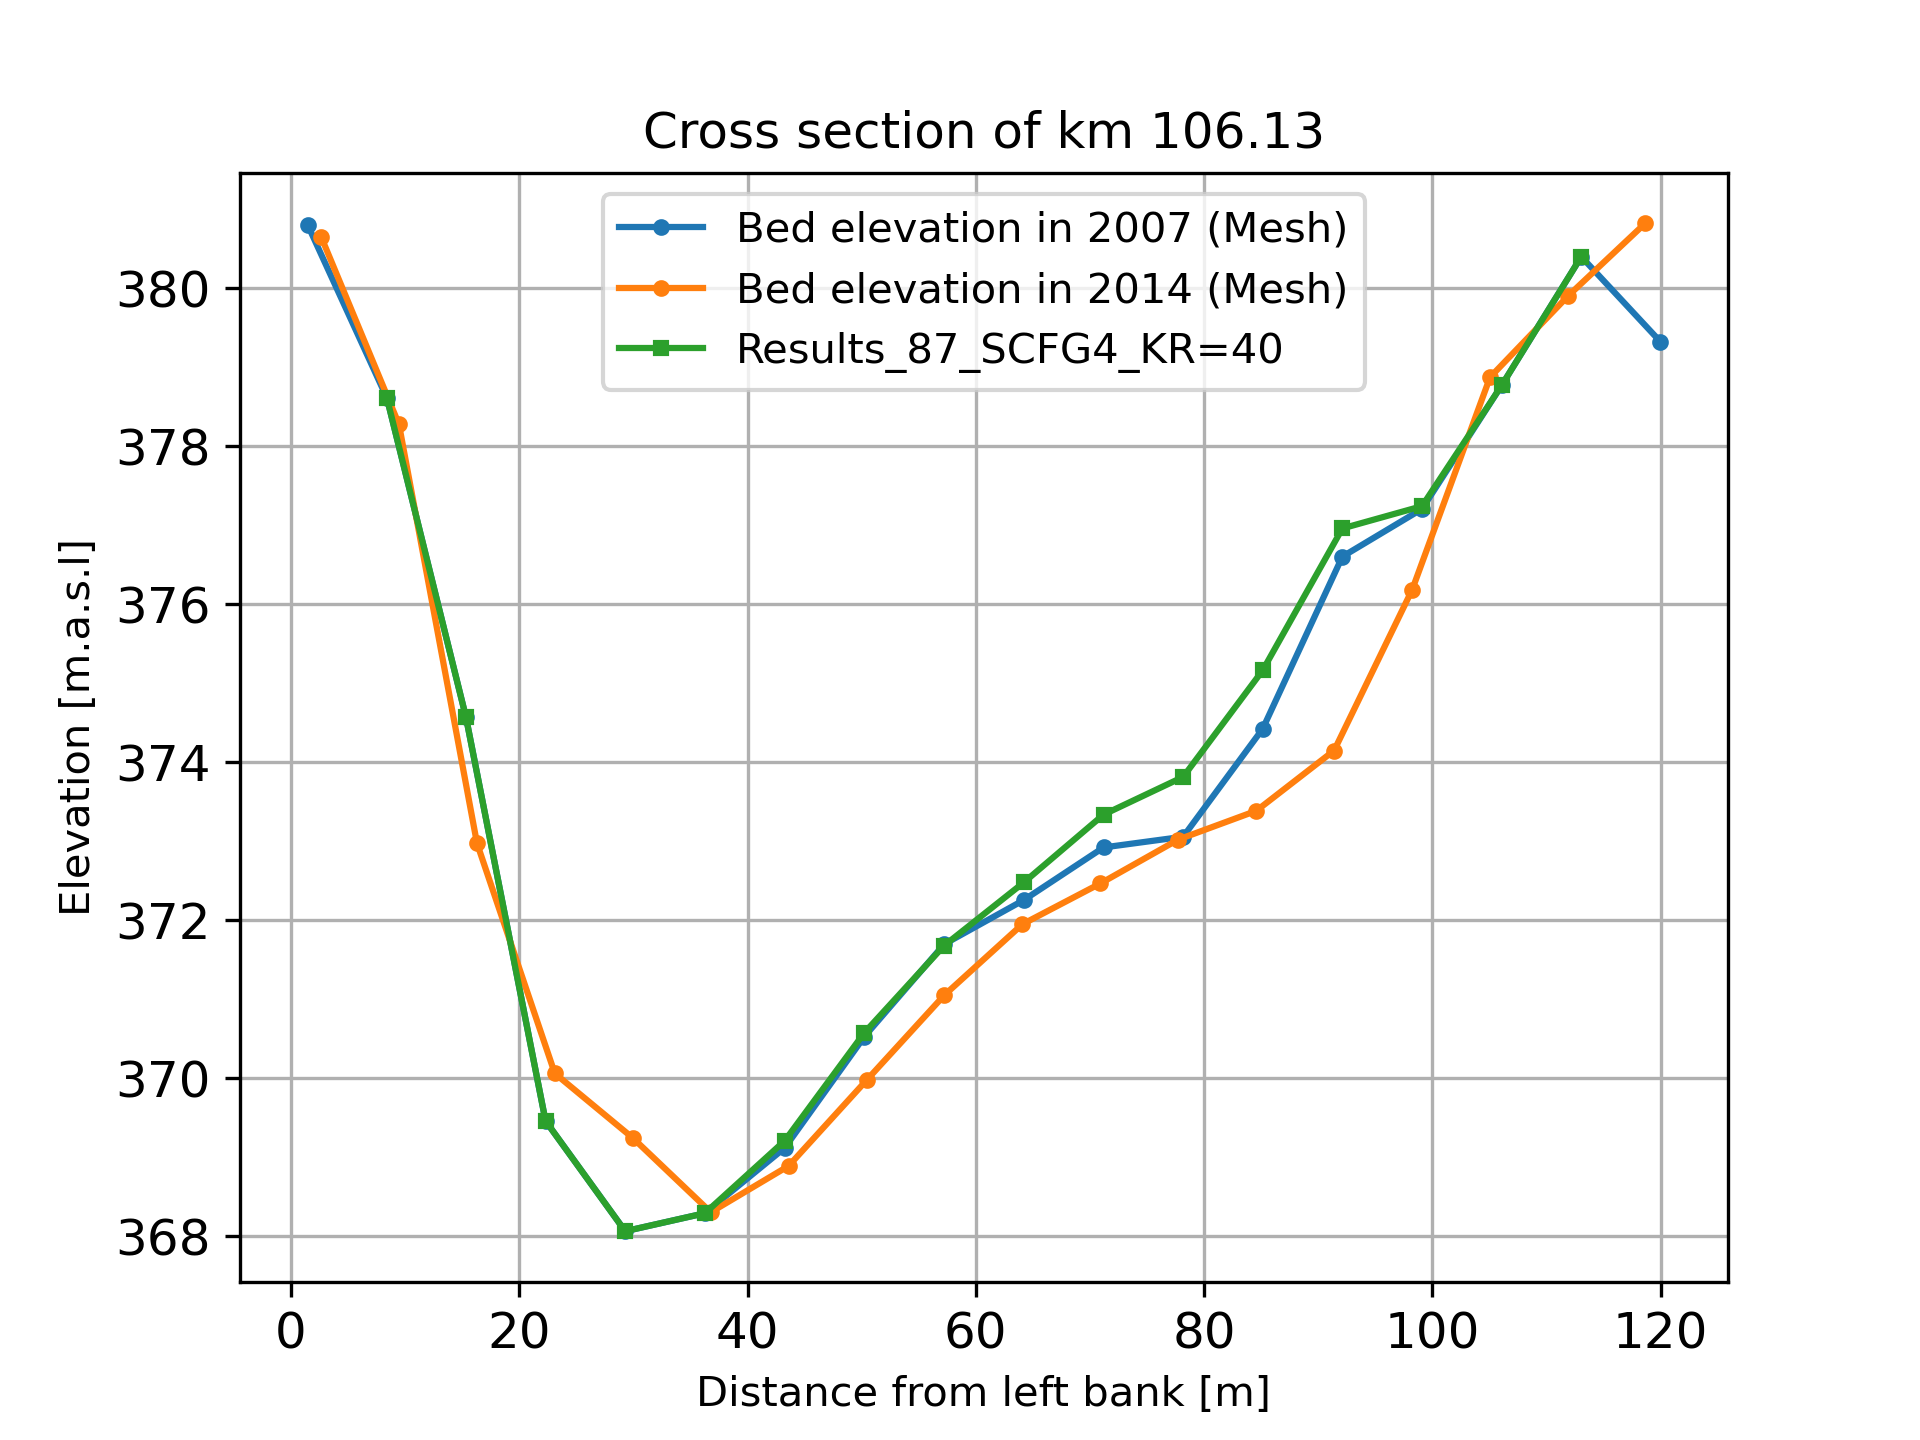 Cross section of km 106.13
Bed elevation in 2007 (Mesh)
Bed elevation in 2014 (Mesh)
Results_87_SCFG4_KR=40
Elevation [m.a.s.l]
380
378
376
374
372
370
368
0 20 40 60 80 100 120
Distance from left bank [m]